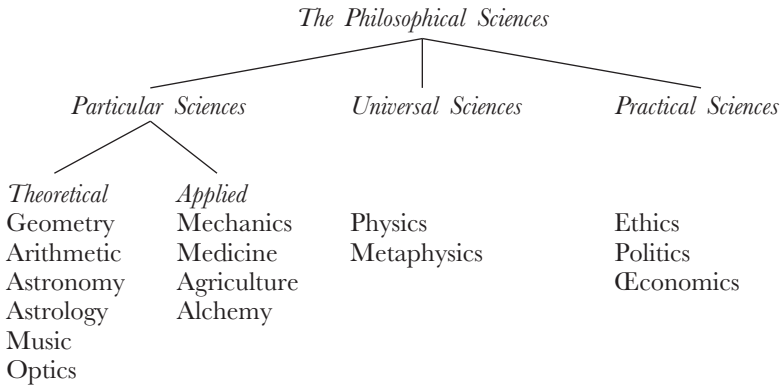 The Philosophical Sciences
Particular Sciences Universal Sciences Practical Sciences
Theoretical Applied
Geometry Mechanics Physics Ethics
Arithmetic Medicine Metaphysics Politics
Astronomy Agriculture Œconomics
Astrology Alchemy
Music
Optics